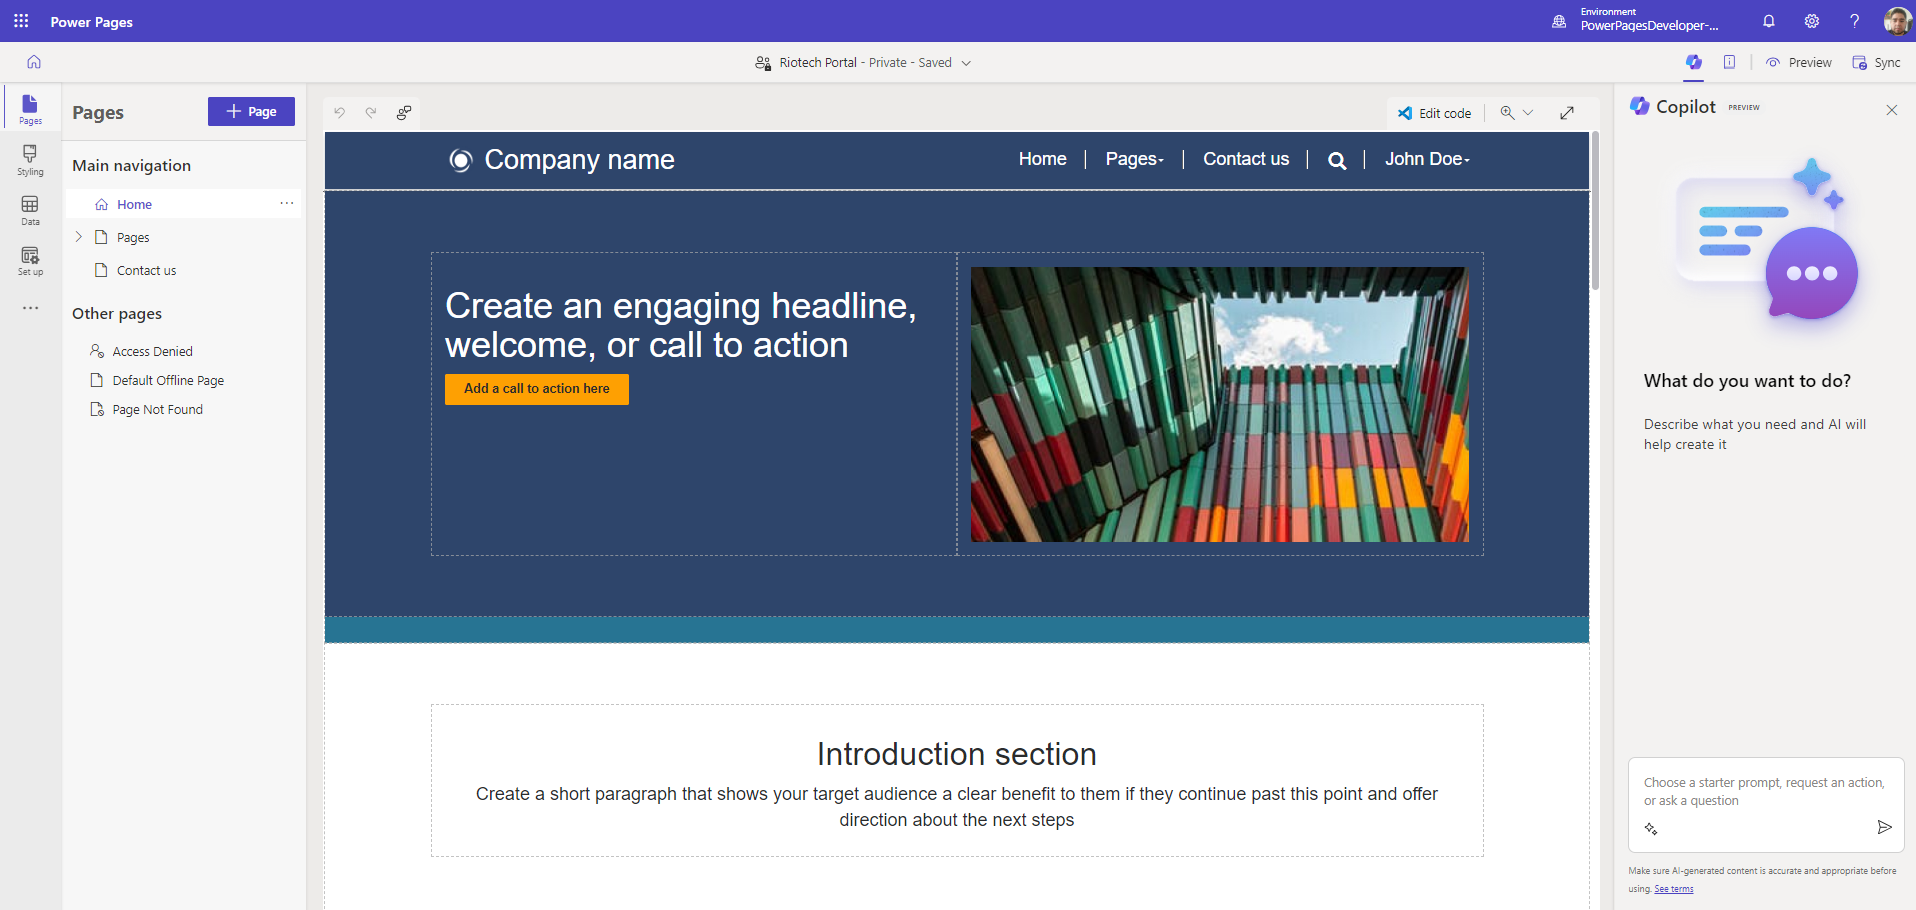 Power Pages
Environment
PowerPagesDeveloper-...
Riotech Portal - Private - Saved
Preview
Sync
Pages
Styling
Data
Set up
Pages
Page
Main navigation
Home
Pages
Contact us
Other pages
Access Denied
Default Offline Page
Page Not Found
Edit code
Company name
Home
Pages
Contact us
John Doe
Create an engaging headline,
welcome, or call to action
Add a call to action here
Introduction section
Create a short paragraph that shows your target audience a clear benefit to them if they continue past this point and offer
direction about the next steps
Copilot PREVIEW
What do you want to do?
Describe what you need and AI will
help create it
Choose a starter prompt, request an action,
or ask a question
Make sure AI-generated content is accurate and appropriate before
using. See terms